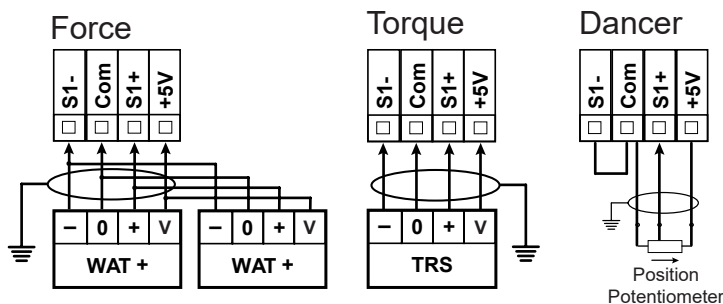 Force
Torque
Dancer
S1-
Com
S1+
+5V
S1-
Com
S1+
+5V
S1-
Com
S1+
+5V
– 0 + V
– 0 + V
– 0 + V
WAT +
WAT +
TRS
Position
Potentiometer